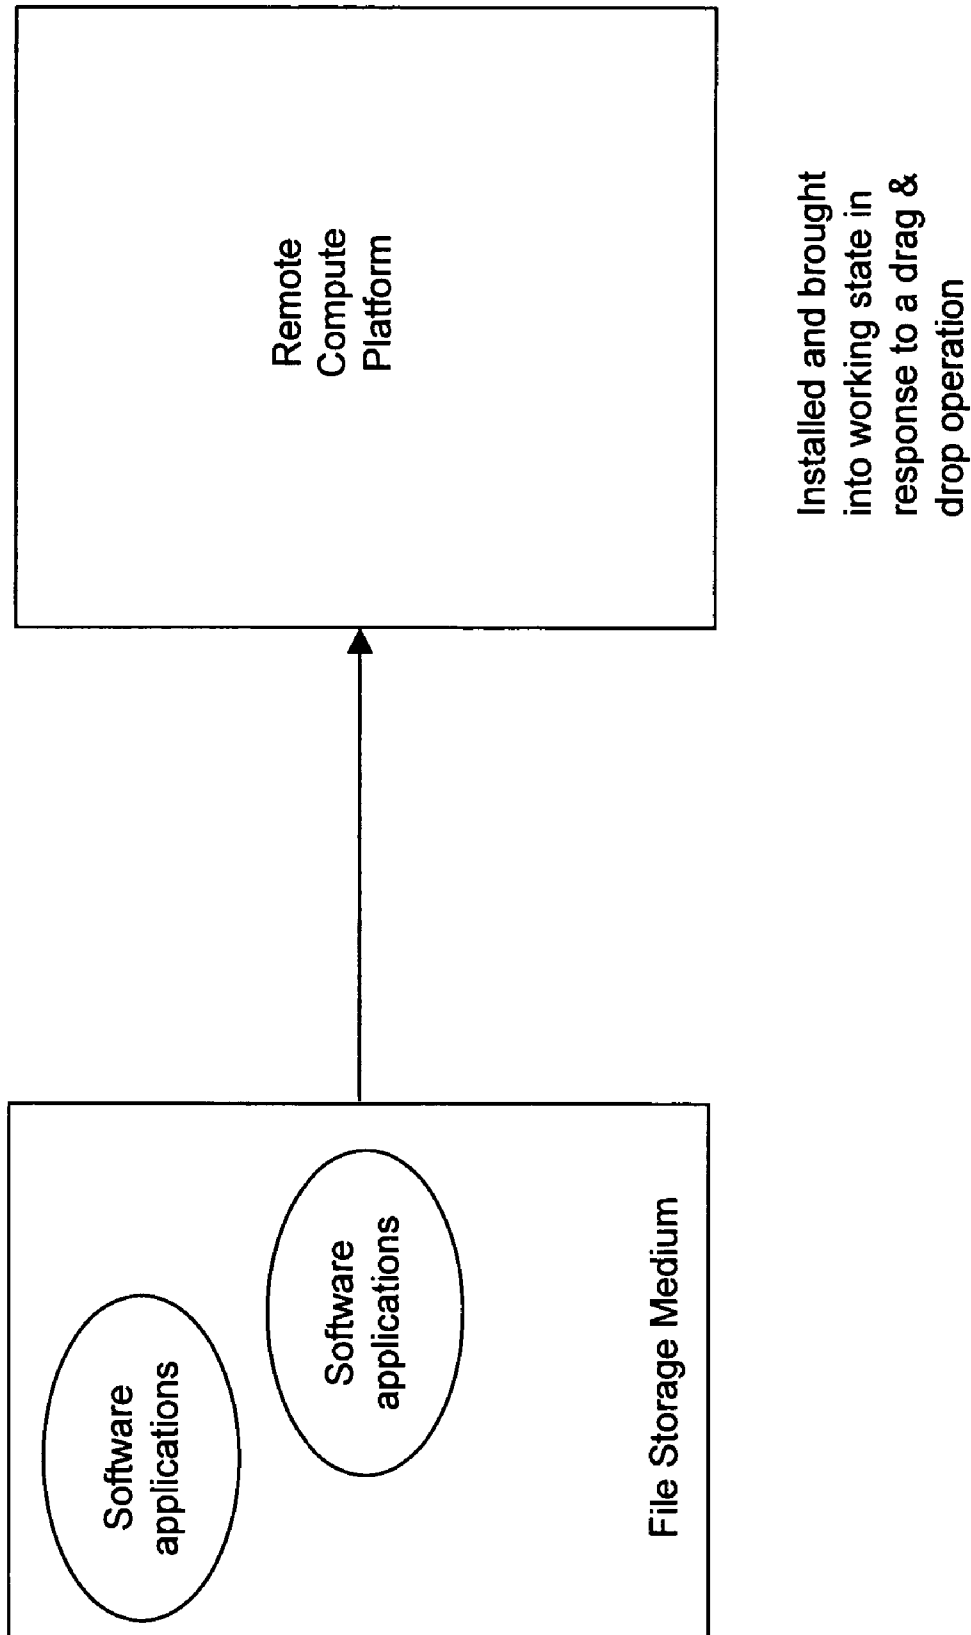 Software
applications
Software
applications
File Storage Medium
Remote
Compute
Platform
Installed and brought
into working state in
response to a drag &
drop operation